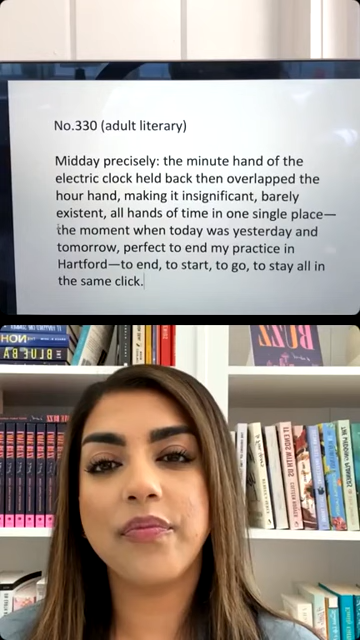 No.330 (adult literary)
Midday precisely: the minute hand of the
electric clock held back then overlapped the
hour hand, making it insignificant, barely
existent, all hands of time in one single place—
the moment when today was yesterday and
tomorrow, perfect to end my practice in
Hartford—to end, to start, to go, to stay all in
the same click.
BUZZ